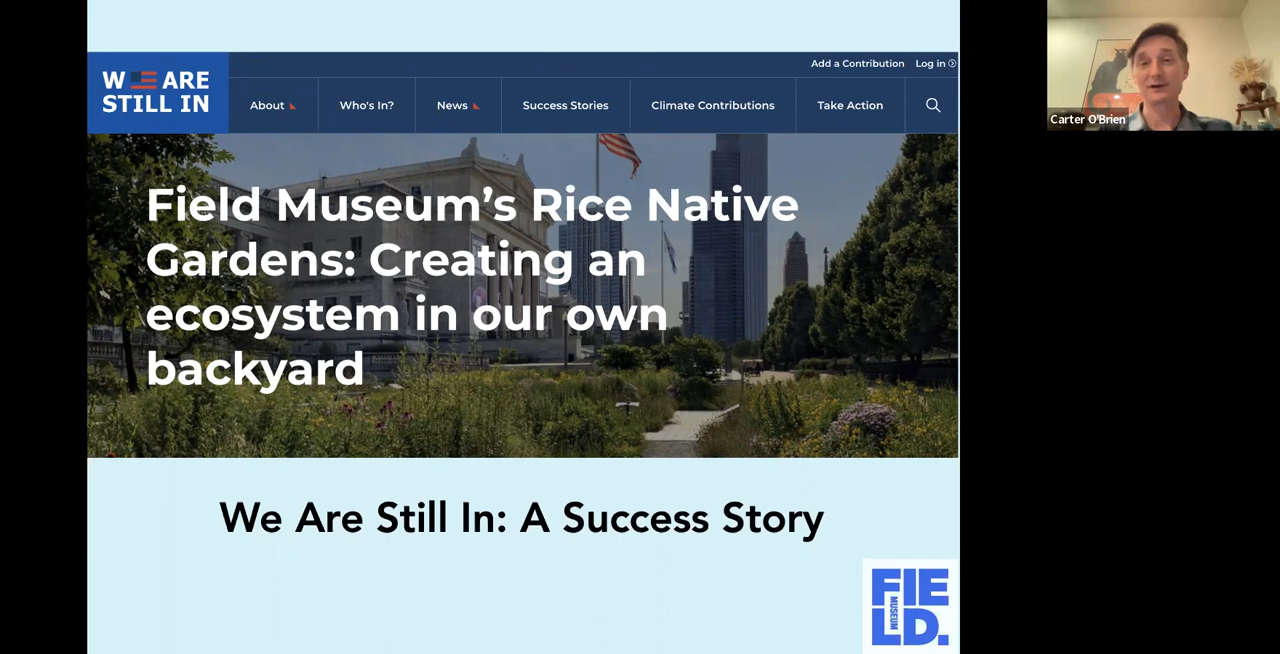 Add a Contribution Log in
W ARE
STILL IN
About Who's In? News Success Stories Climate Contributions Take Action
Field Museum’s Rice Native
Gardens: Creating an
ecosystem in our own
backyard
We Are Still In: A Success Story
FIE
LD.
MUSEUM
Carter O'Brien